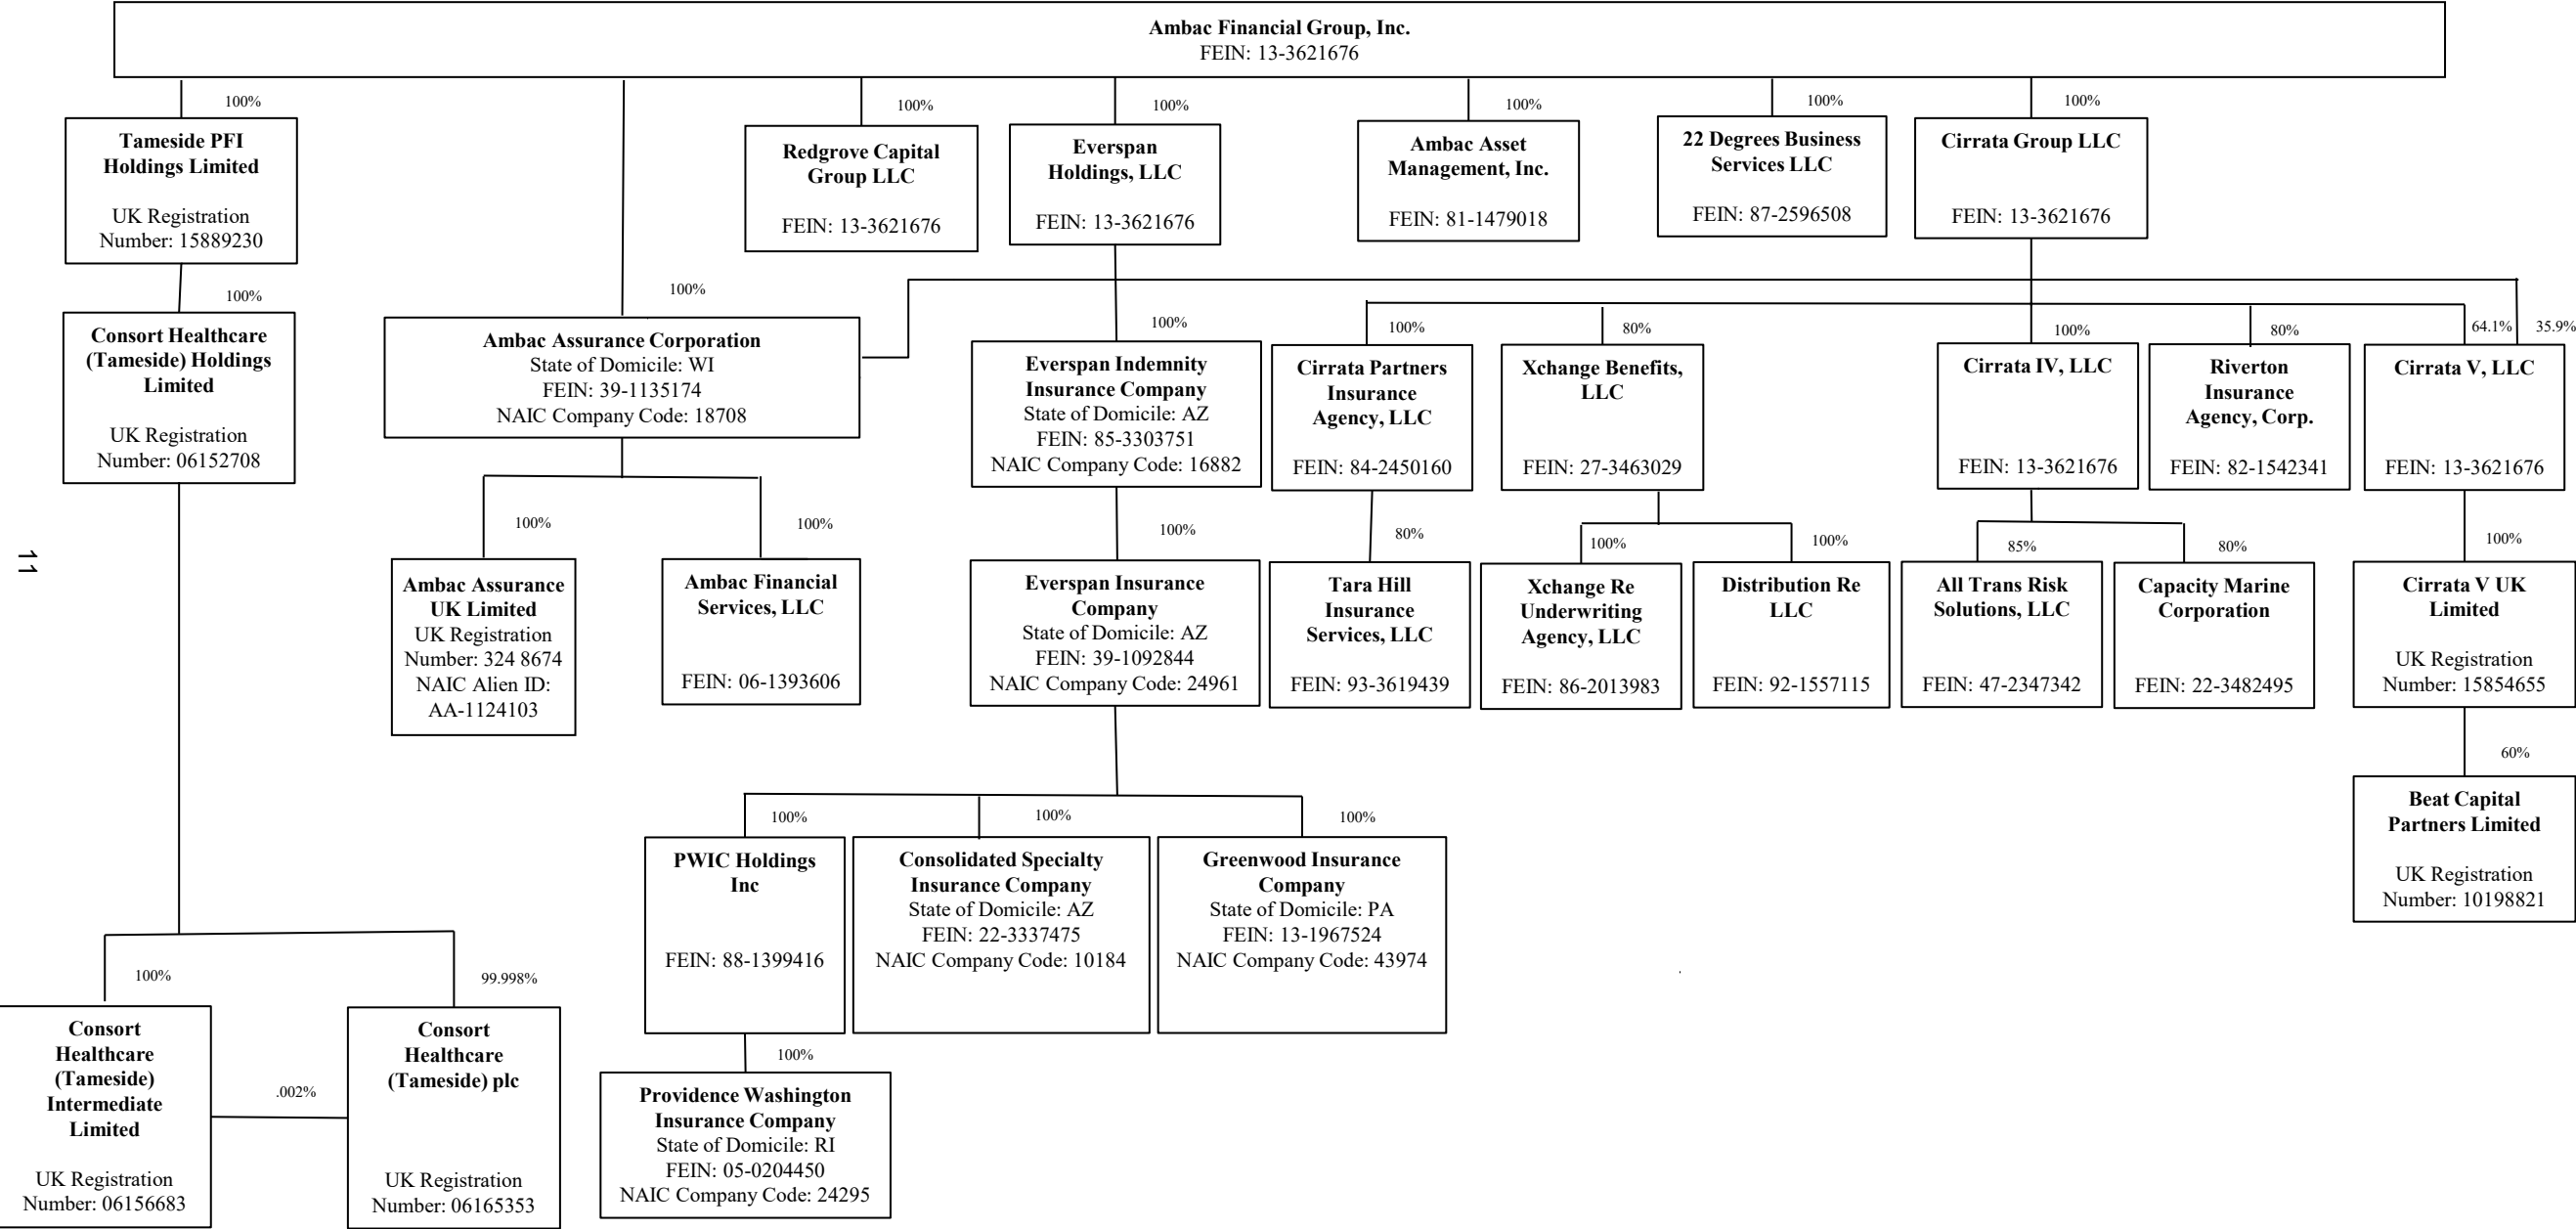 Ambac Financial Group, Inc.
FEIN: 13-3621676
100%
Tameside PFI
Holdings Limited
UK Registration
Number: 15889230
100%
Redgrove Capital
Group LLC
FEIN: 13-3621676
100%
Everspan
Holdings, LLC
FEIN: 13-3621676
100%
Ambac Asset
Management, Inc.
FEIN: 81-1479018
100%
22 Degrees Business
Services LLC
FEIN: 87-2596508
100%
Cirrata Group LLC
FEIN: 13-3621676
100%
Consort Healthcare
(Tameside) Holdings
Limited
UK Registration
Number: 06152708
100%
Ambac Assurance Corporation
State of Domicile: WI
FEIN: 39-1135174
NAIC Company Code: 18708
100%
Everspan Indemnity
Insurance Company
State of Domicile: AZ
FEIN: 85-3303751
NAIC Company Code: 16882
100%
Cirrata Partners
Insurance
Agency, LLC
FEIN: 84-2450160
80%
Xchange Benefits,
LLC
FEIN: 27-3463029
100%
Cirrata IV, LLC
FEIN: 13-3621676
80%
Riverton
Insurance
Agency, Corp.
FEIN: 82-1542341
64.1%
35.9%
Cirrata V, LLC
FEIN: 13-3621676
11
100%
Ambac Assurance
UK Limited
UK Registration
Number: 324 8674
NAIC Alien ID:
AA-1124103
100%
Ambac Financial
Services, LLC
FEIN: 06-1393606
100%
Everspan Insurance
Company
State of Domicile: AZ
FEIN: 39-1092844
NAIC Company Code: 24961
80%
Tara Hill
Insurance
Services, LLC
FEIN: 93-3619439
100%
Xchange Re
Underwriting
Agency, LLC
FEIN: 86-2013983
100%
Distribution Re
LLC
FEIN: 92-1557115
85%
All Trans Risk
Solutions, LLC
FEIN: 47-2347342
80%
Capacity Marine
Corporation
FEIN: 22-3482495
100%
Cirrata V UK
Limited
UK Registration
Number: 15854655
60%
Beat Capital
Partners Limited
UK Registration
Number: 10198821
100%
PWIC Holdings
Inc
FEIN: 88-1399416
100%
Consolidated Specialty
Insurance Company
State of Domicile: AZ
FEIN: 22-3337475
NAIC Company Code: 10184
100%
Greenwood Insurance
Company
State of Domicile: PA
FEIN: 13-1967524
NAIC Company Code: 43974
100%
Consort
Healthcare
(Tameside)
Intermediate
Limited
UK Registration
Number: 06156683
.002%
99.998%
Consort
Healthcare
(Tameside) plc
UK Registration
Number: 06165353
100%
Providence Washington
Insurance Company
State of Domicile: RI
FEIN: 05-0204450
NAIC Company Code: 24295